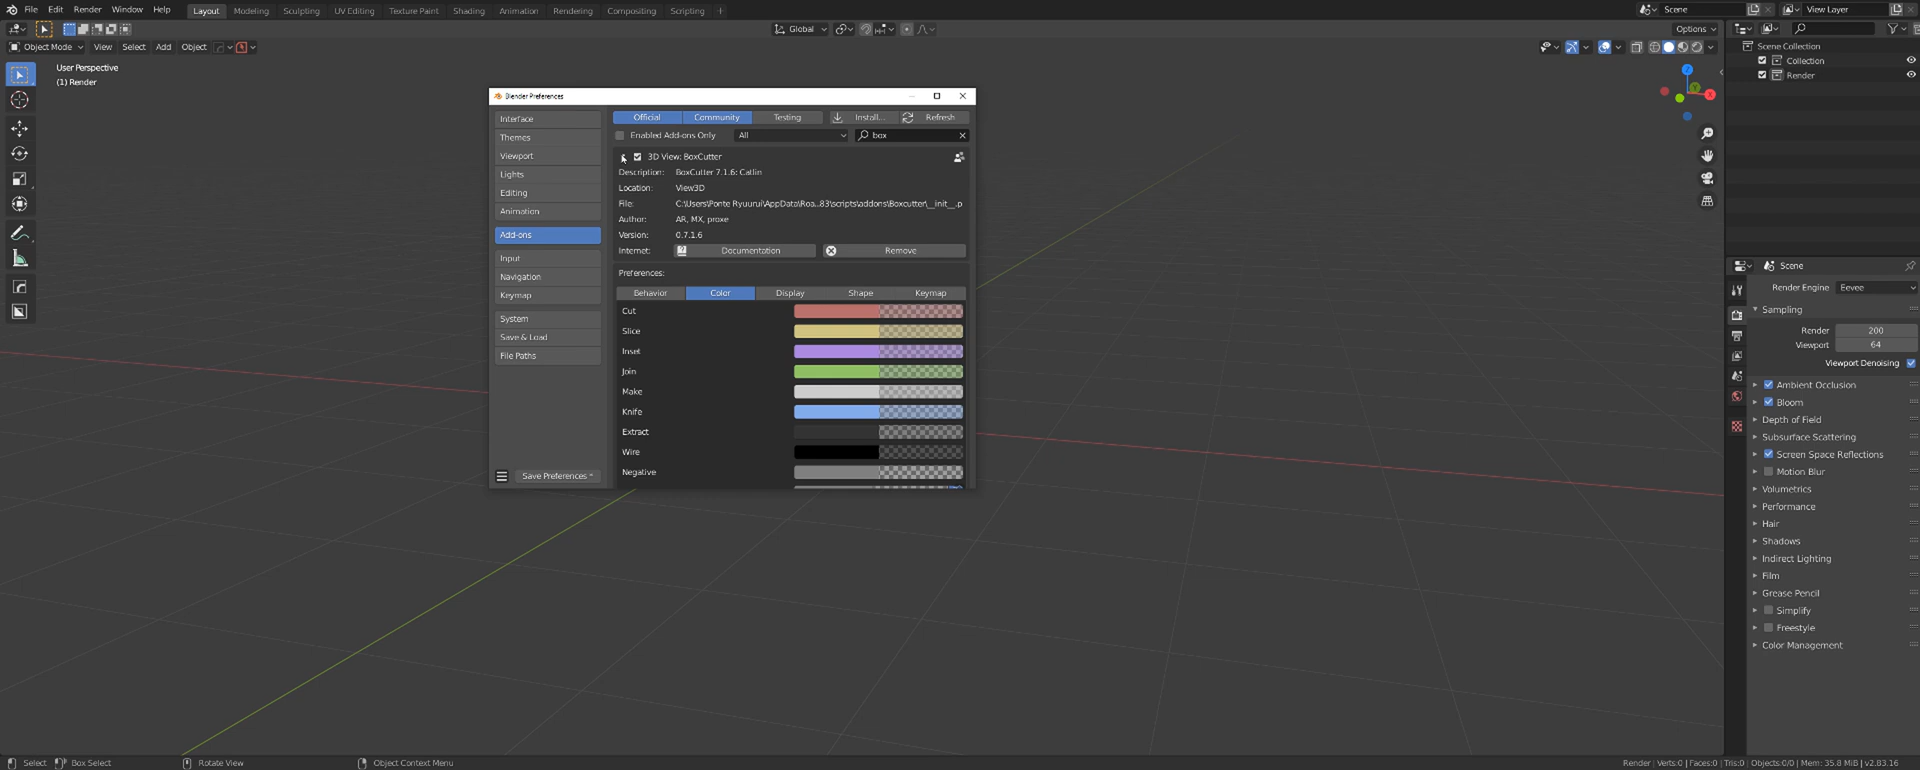 File Edit Render Window Help Layout Modeling Sculpting UV Editing Texture Paint Shading Animation Rendering Compositing Scripting + Scene View Layer
Global Options
Object Mode View Select Add Object
User Perspective
(1) Render
Scene Collection
Collection
Render
Blender Preferences
Interface
Themes
Viewport
Lights
Editing
Animation
Add-ons
Input
Navigation
Keymap
System
Save & Load
File Paths
Save Preferences
Official Community Testing Install... Refresh
Enabled Add-ons Only All box
3D View: BoxCutter
Description: BoxCutter 7.1.6: Catlin
Location: View3D
File: C:\Users\Ponte Ryuurui\AppData\Roa...83\scripts\addons\Boxcutter\__init__.p
Author: AR, MX, proxe
Version: 0.7.1.6
Internet: Documentation Remove
Preferences:
Behavior Color Display Shape Keymap
Cut
Slice
Inset
Join
Make
Knife
Extract
Wire
Negative
Scene
Render Engine Eevee
Sampling
Render 200
Viewport 64
Viewport Denoising
Ambient Occlusion
Bloom
Depth of Field
Subsurface Scattering
Screen Space Reflections
Motion Blur
Volumetrics
Performance
Hair
Shadows
Indirect Lighting
Film
Grease Pencil
Simplify
Freestyle
Color Management
Select Box Select Rotate View Object Context Menu Render | Verts:0 | Faces:0 | Tris:0 | Objects:0/0 | Mem: 35.8 MiB | v2.83.16